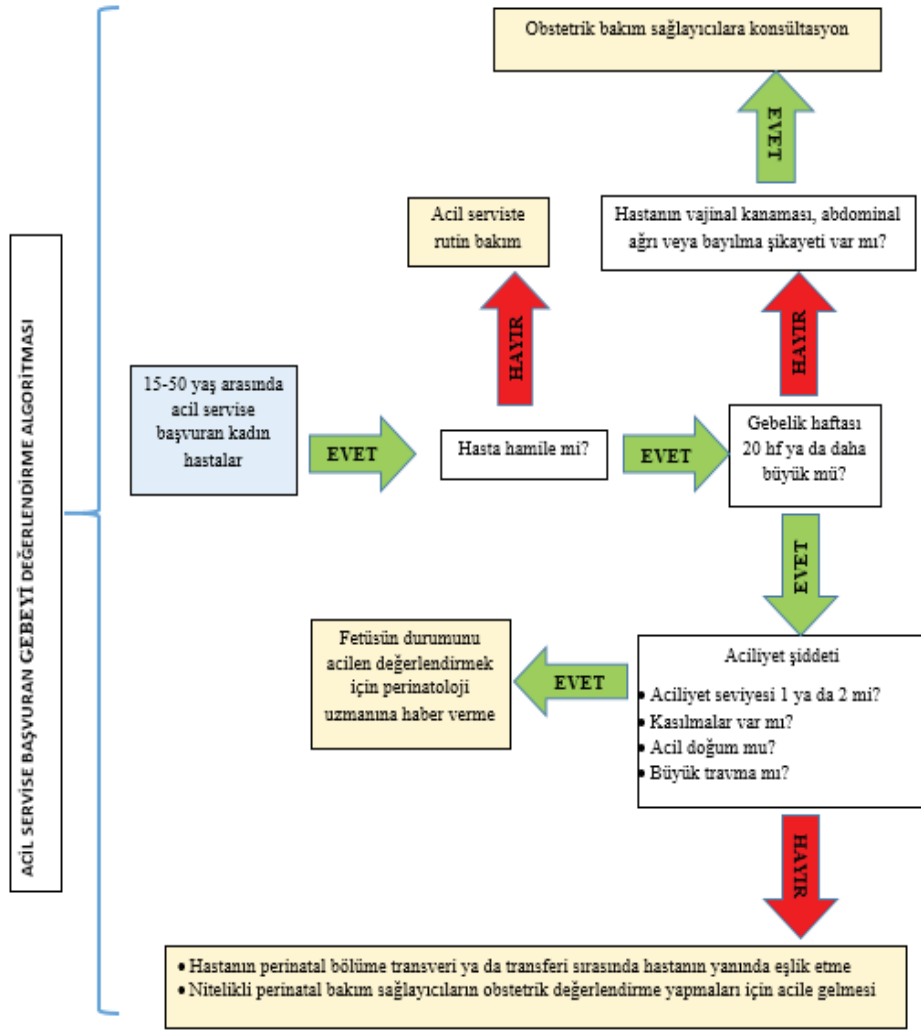 ACİL SERVİSE BAŞVURAN GEBEYİ DEĞERLENDİRME ALGORİTMASI
Obstetrik bakım sağlayıcılara konsültasyon
EVET
Acil serviste
rutin bakım
Hastanın vajinal kanaması, abdominal
ağrı veya bayılma şikayeti var mı?
HAYIR
HAYIR
15-50 yaş arasında
acil servise
başvuran kadın
hastalar
EVET
Hasta hamile mi?
EVET
Gebelik haftası
20 hf ya da daha
büyük mü?
EVET
Fetüsün durumunu
acilen değerlendirmek
için perinatoloji
uzmanına haber verme
EVET
Aciliyet şiddeti
• Aciliyet seviyesi 1 ya da 2 mi?
• Kasılmalar var mı?
• Acil doğum mu?
• Büyük travma mı?
HAYIR
• Hastanın perinatal bölüme transveri ya da transferi sırasında hastanın yanında eşlik etme
• Nitelikli perinatal bakım sağlayıcıların obstetrik değerlendirme yapmaları için acile gelmesi